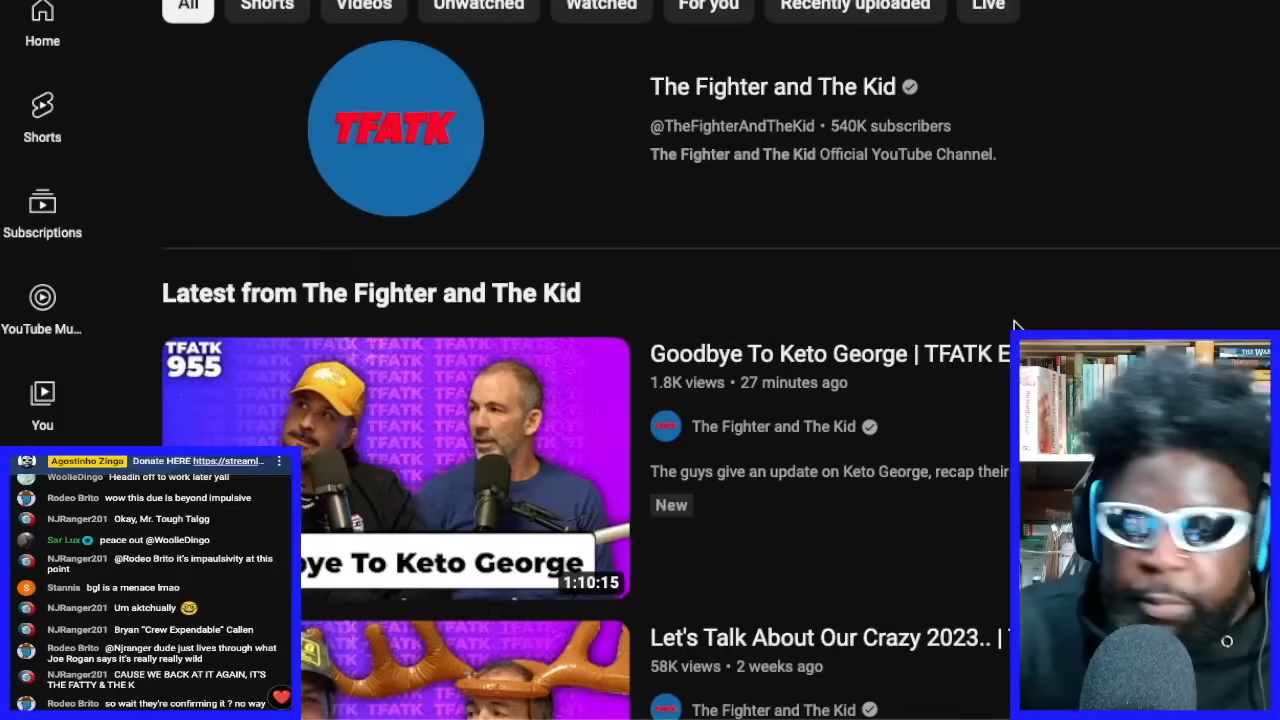 All
Shorts
Videos
Unwatched
Watched
For you
Recently uploaded
Live
Home
Shorts
Subscriptions
YouTube Mu...
You
TFATK
The Fighter and The Kid
@TheFighterAndTheKid • 540K subscribers
The Fighter and The Kid Official YouTube Channel.
Latest from The Fighter and The Kid
TFATK
955
bye To Keto George
1:10:15
Goodbye To Keto George | TFATK E
1.8K views • 27 minutes ago
The Fighter and The Kid
The guys give an update on Keto George, recap their
New
Let's Talk About Our Crazy 2023.. |
58K views • 2 weeks ago
The Fighter and The Kid
Agostinho Zinga Donate HERE https://streaml...
WoolieDingo Headin off to work later yall
Rodeo Brito wow this due is beyond impulsive
NJRanger201 Okay, Mr. Tough Talgg
Sar Lux peace out @WoolieDingo
NJRanger201 @Rodeo Brito it's impaulsivity at this
point
Stannis bgl is a menace lmao
NJRanger201 Um aktchually
NJRanger201 Bryan “Crew Expendable” Callen
Rodeo Brito @Njranger dude just lives through what
Joe Rogan says it's really really wild
NJRanger201 CAUSE WE BACK AT IT AGAIN, IT'S
THE FATTY & THE K
Rodeo Brito so wait they're confirming it ? no way